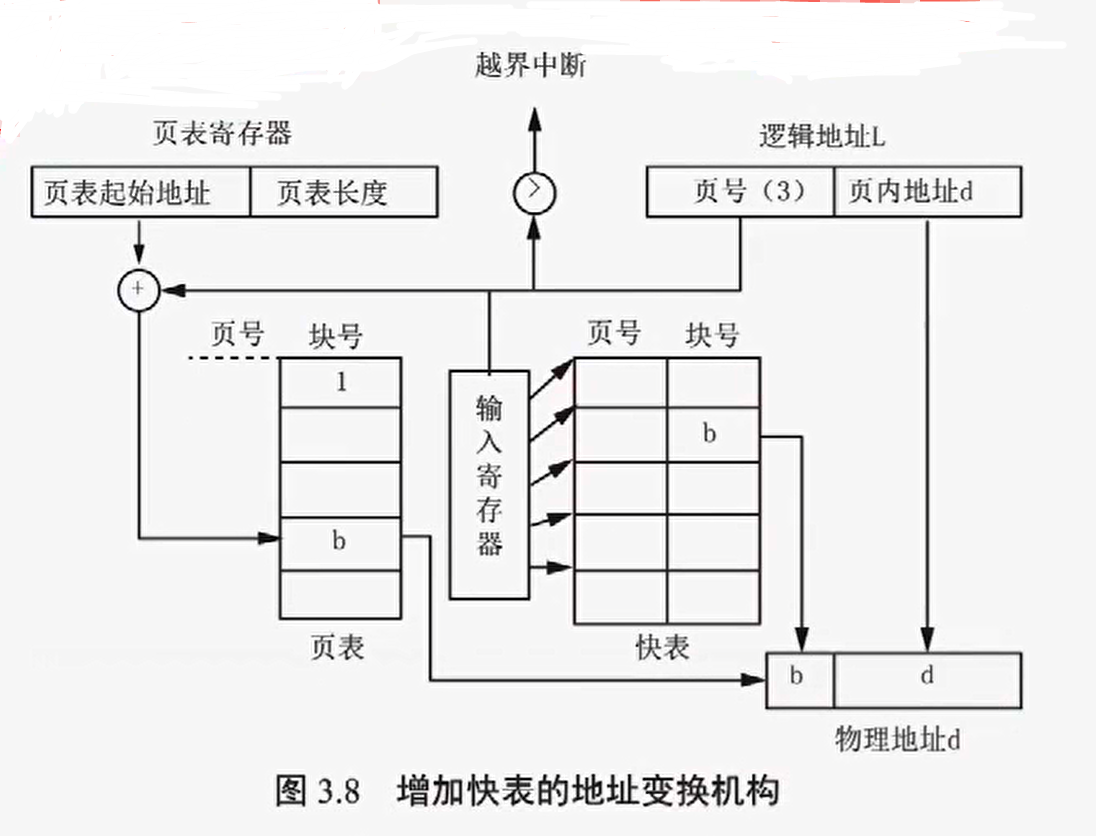 越界中断
页表寄存器
逻辑地址L
页表起始地址 页表长度
>
页号（3） 页内地址d
+
页号 块号
1
b
页表
输入寄存器
页号 块号
b
快表
b d
物理地址d
图 3.8 增加快表的地址变换机构